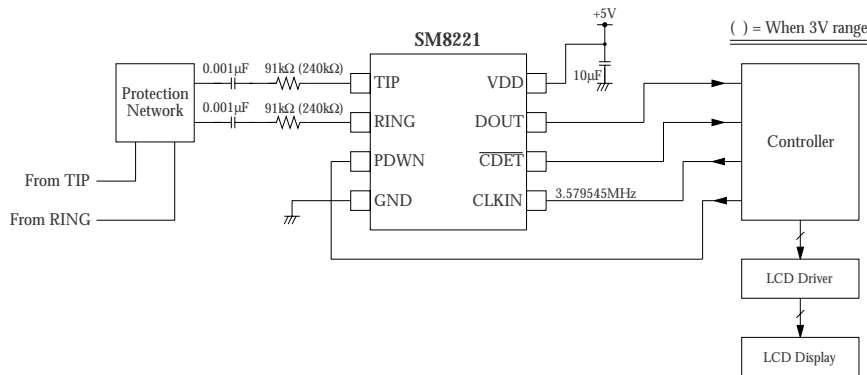 +5V
( ) = When 3V range
SM8221
0.001µF
91kΩ (240kΩ)
TIP
VDD
10µF
Protection
Network
0.001µF
91kΩ (240kΩ)
RING
DOUT
Controller
PDWN
CDET
From TIP
GND
CLKIN
3.579545MHz
From RING
LCD Driver
LCD Display